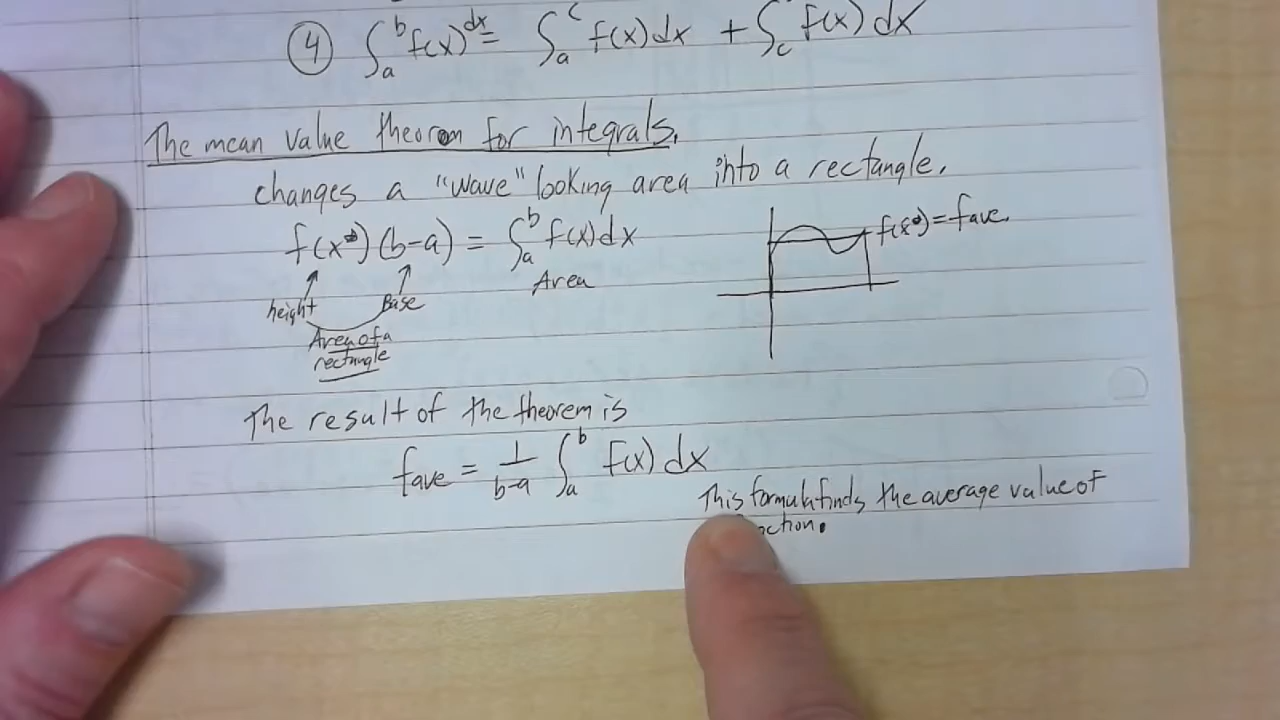 ④ ∫ₐᵇ f(x) dx = ∫ₐᶜ f(x) dx + ∫c f(x) dx
The mean value theorem for integrals.
changes a "wave" looking area into a rectangle.
f(x*)(b-a) = ∫ₐᵇ f(x)dx
f(x*) = fave.
height
Base
Area
Area of a
rectangle
The result of the theorem is
fave = 1/(b-a) ∫ₐᵇ f(x) dx
This formula finds the average value of